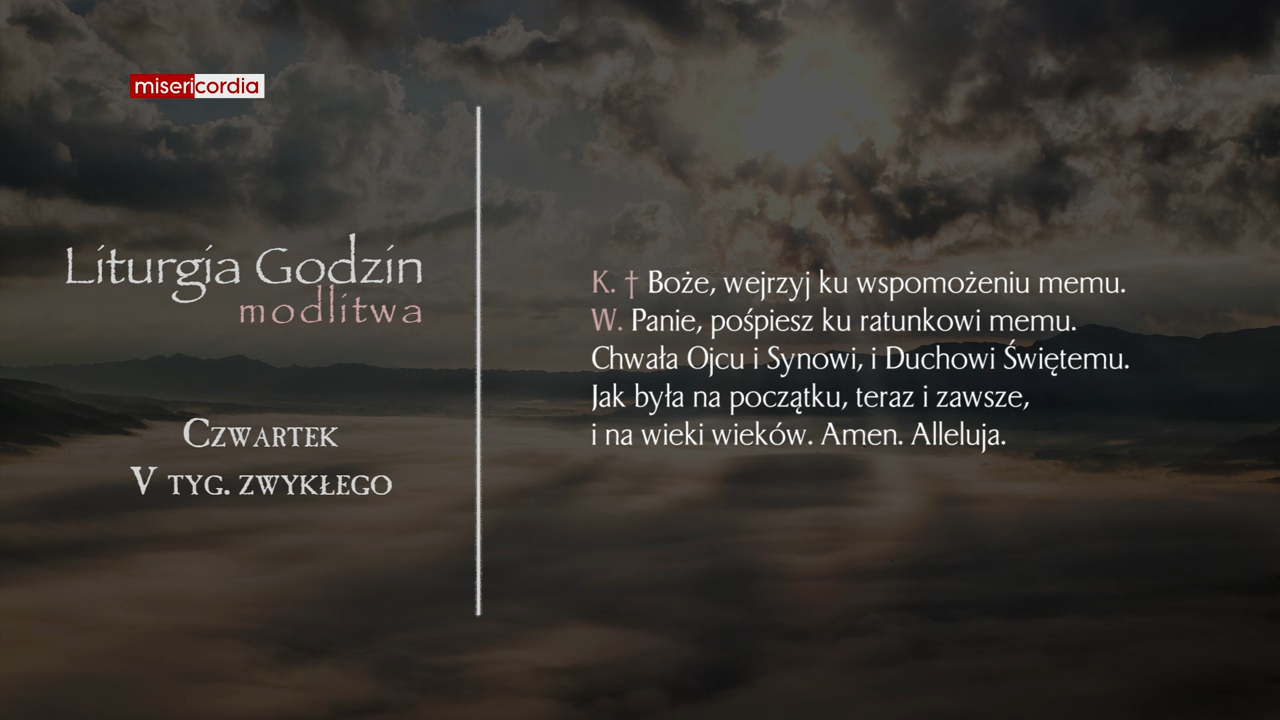 misericordia
Liturgia Godzin
modlitwa
Czwartek
V tyg. zwykłego
K. † Boże, wejrzyj ku wspomożeniu memu.
W. Panie, pośpiesz ku ratunkowi memu.
Chwała Ojcu i Synowi, i Duchowi Świętemu.
Jak była na początku, teraz i zawsze,
i na wieki wieków. Amen. Alleluja.